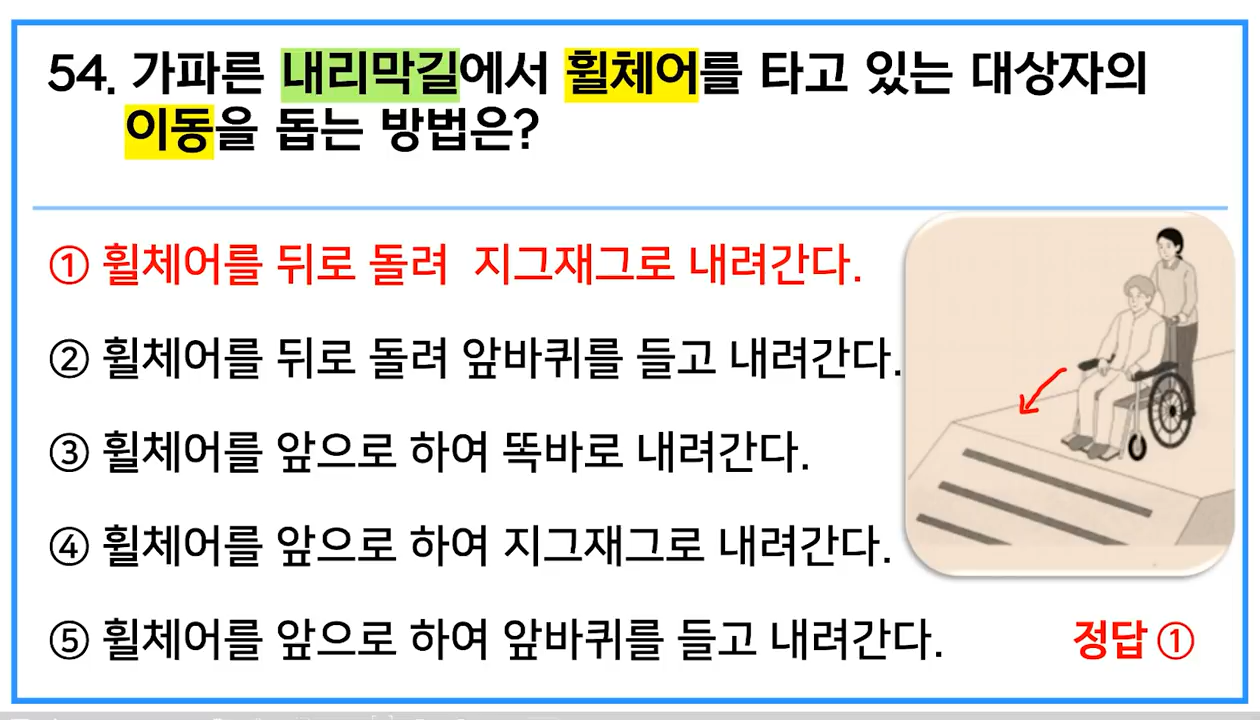 54. 가파른 내리막길에서 휠체어를 타고 있는 대상자의
이동을 돕는 방법은?
① 휠체어를 뒤로 돌려 지그재그로 내려간다.
② 휠체어를 뒤로 돌려 앞바퀴를 들고 내려간다.
③ 휠체어를 앞으로 하여 똑바로 내려간다.
④ 휠체어를 앞으로 하여 지그재그로 내려간다.
⑤ 휠체어를 앞으로 하여 앞바퀴를 들고 내려간다.
정답 ①